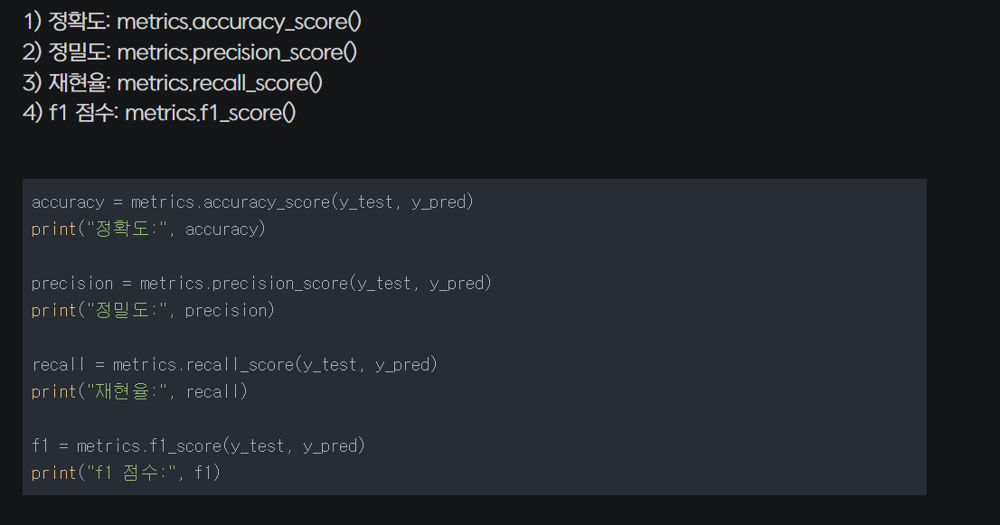 1) 정확도: metrics.accuracy_score()
2) 정밀도: metrics.precision_score()
3) 재현율: metrics.recall_score()
4) f1 점수: metrics.f1_score()
accuracy = metrics.accuracy_score(y_test, y_pred)
print("정확도:", accuracy)
precision = metrics.precision_score(y_test, y_pred)
print("정밀도:", precision)
recall = metrics.recall_score(y_test, y_pred)
print("재현율:", recall)
f1 = metrics.f1_score(y_test, y_pred)
print("f1 점수:", f1)